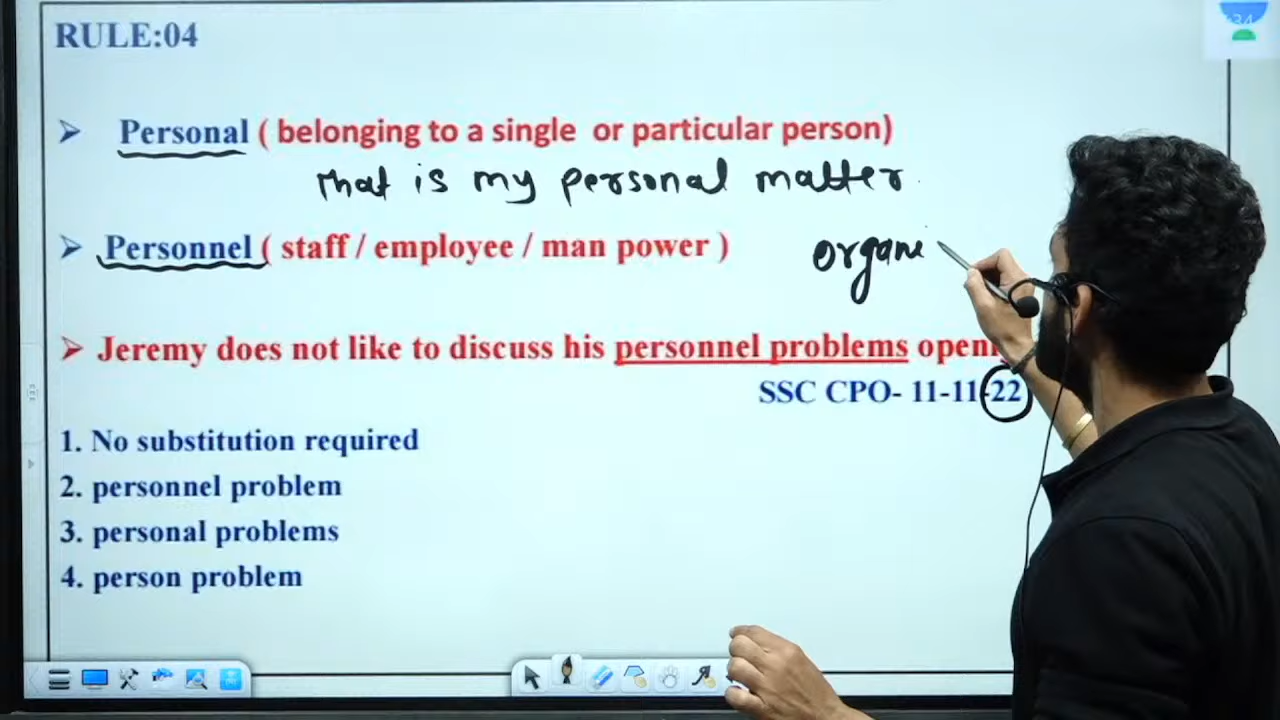 RULE:04
➤ Personal ( belonging to a single or particular person)
That is my personal matter.
➤ Personnel ( staff / employee / man power )
organi
➤ Jeremy does not like to discuss his personnel problems openl
SSC CPO- 11-11-22
1. No substitution required
2. personnel problem
3. personal problems
4. person problem